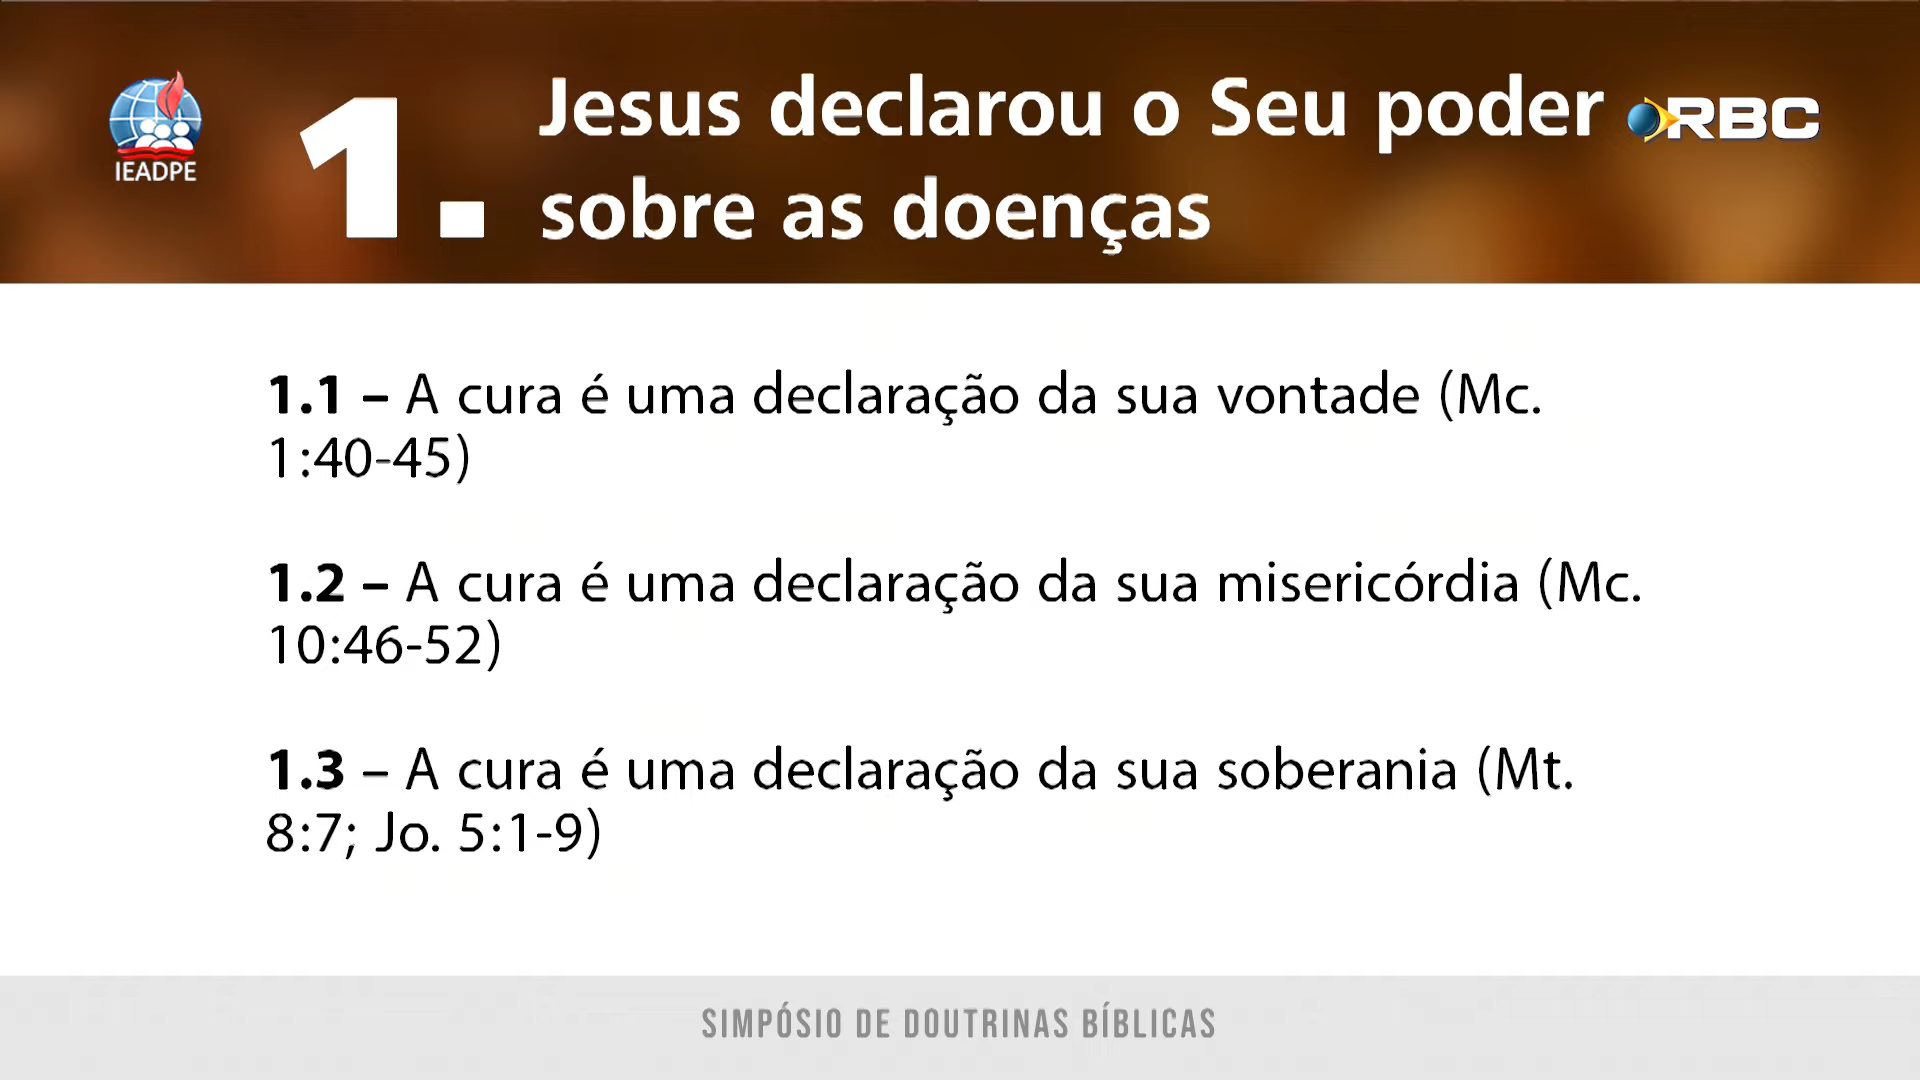 IEADPE
1.
Jesus declarou o Seu poder
sobre as doenças
RBC
1.1 – A cura é uma declaração da sua vontade (Mc.
1:40-45)
1.2 – A cura é uma declaração da sua misericórdia (Mc.
10:46-52)
1.3 – A cura é uma declaração da sua soberania (Mt.
8:7; Jo. 5:1-9)
SIMPÓSIO DE DOUTRINAS BÍBLICAS